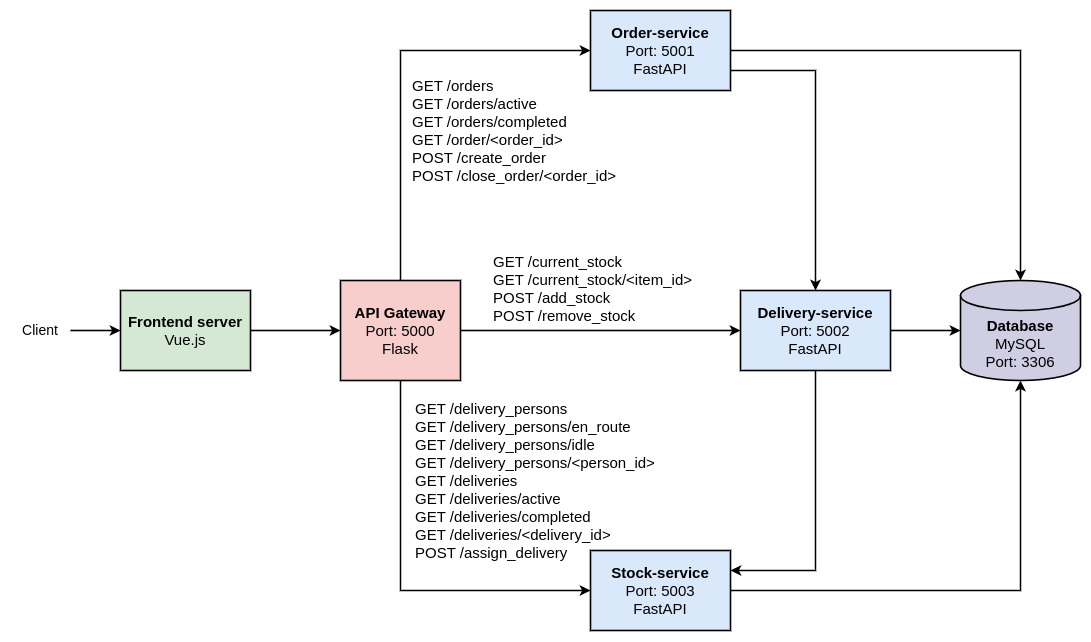 Order-service
Port: 5001
FastAPI
GET /orders
GET /orders/active
GET /orders/completed
GET /order/<order_id>
POST /create_order
POST /close_order/<order_id>
GET /current_stock
GET /current_stock/<item_id>
POST /add_stock
POST /remove_stock
Client
Frontend server
Vue.js
API Gateway
Port: 5000
Flask
Delivery-service
Port: 5002
FastAPI
Database
MySQL
Port: 3306
GET /delivery_persons
GET /delivery_persons/en_route
GET /delivery_persons/idle
GET /delivery_persons/<person_id>
GET /deliveries
GET /deliveries/active
GET /deliveries/completed
GET /deliveries/<delivery_id>
POST /assign_delivery
Stock-service
Port: 5003
FastAPI